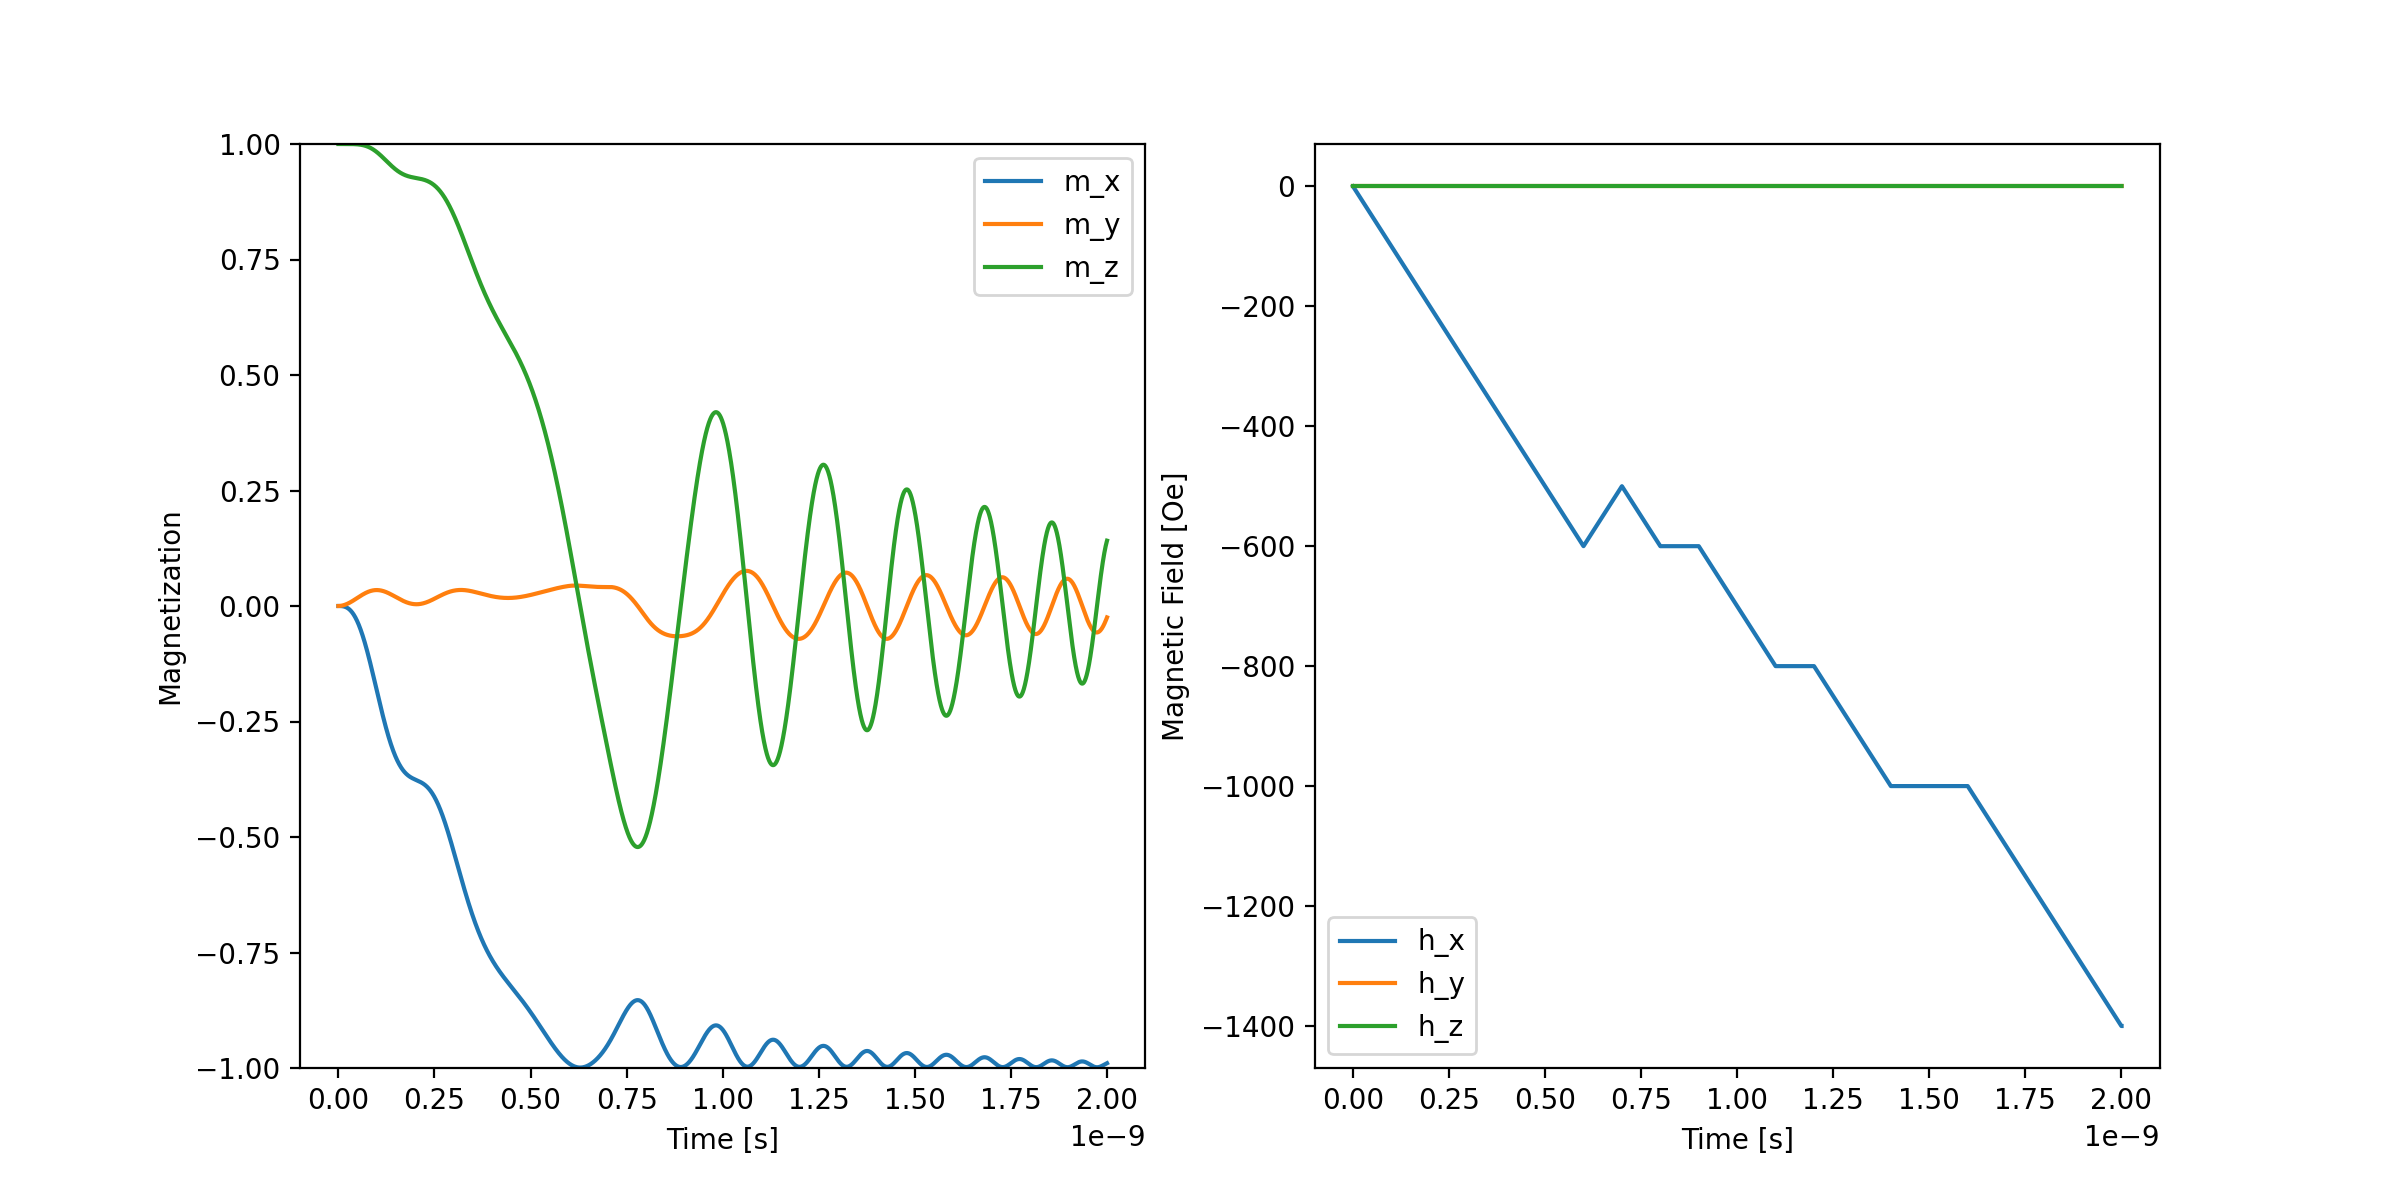 Magnetization
1.00
0.75
0.50
0.25
0.00
−0.25
−0.50
−0.75
−1.00
m_x
m_y
m_z
0.00 0.25 0.50 0.75 1.00 1.25 1.50 1.75 2.00
Time [s]
1e−9
Magnetic Field [Oe]
0
−200
−400
−600
−800
−1000
−1200
−1400
h_x
h_y
h_z
0.00 0.25 0.50 0.75 1.00 1.25 1.50 1.75 2.00
Time [s]
1e−9